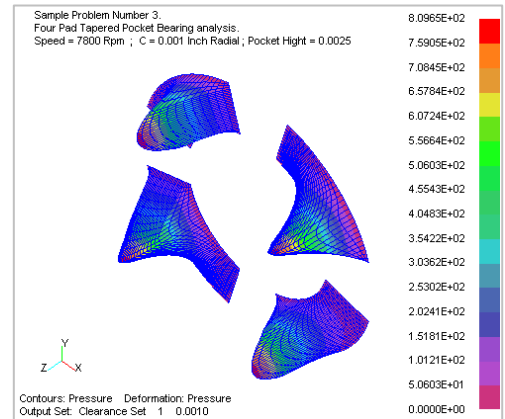 Sample Problem Number 3.
Four Pad Tapered Pocket Bearing analysis.
Speed = 7800 Rpm ; C = 0.001 Inch Radial ; Pocket Hight = 0.0025
8.0965E+02
7.5905E+02
7.0845E+02
6.5784E+02
6.0724E+02
5.5664E+02
5.0603E+02
4.5543E+02
4.0483E+02
3.5422E+02
3.0362E+02
2.5302E+02
2.0241E+02
1.5181E+02
1.0121E+02
5.0603E+01
0.0000E+00
Y
Z X
Contours: Pressure Deformation: Pressure
Output Set: Clearance Set 1 0.0010